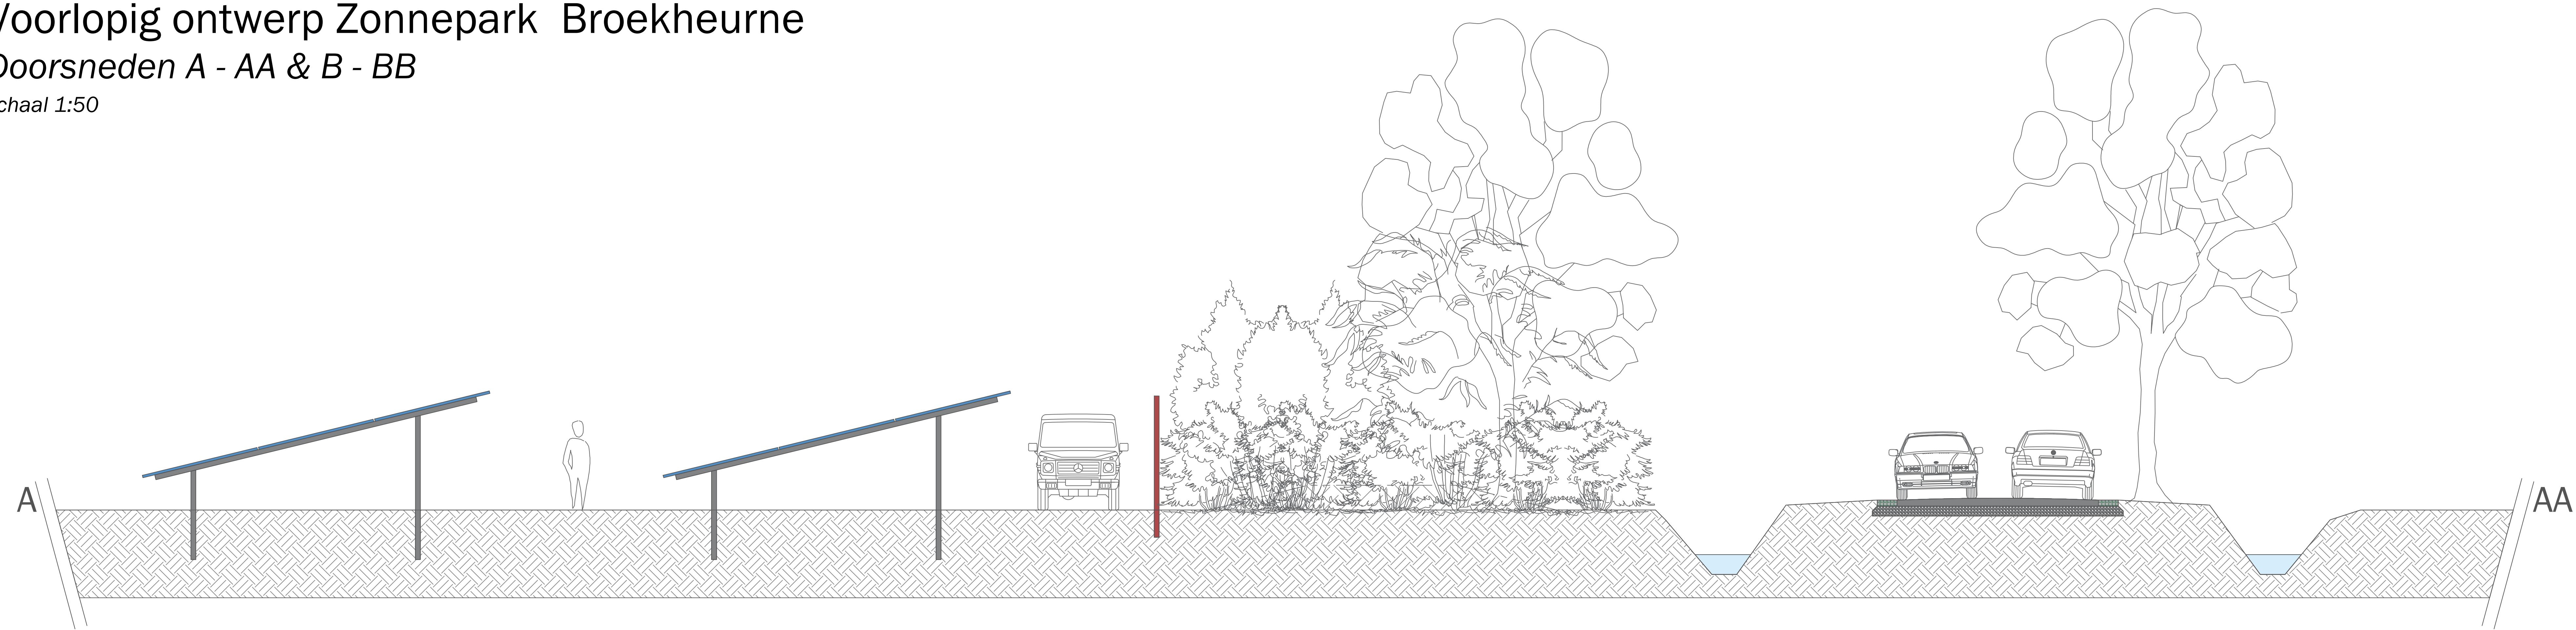 Voorlopig ontwerp Zonnepark Broekheurne
Doorsneden A - AA & B - BB
chaal 1:50
A
AA